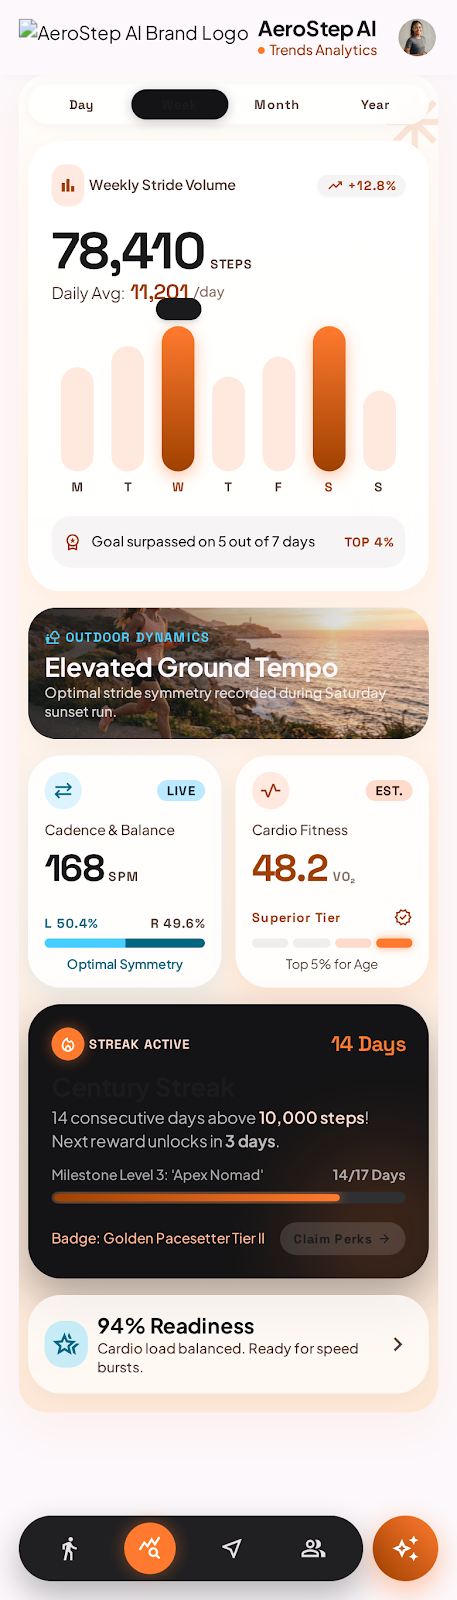 AeroStep AI Brand Logo
AeroStep AI
Trends Analytics
Day Week Month Year
Weekly Stride Volume
+12.8%
78,410 STEPS
Daily Avg: 11,201 /day
M T W T F S S
Goal surpassed on 5 out of 7 days TOP 4%
OUTDOOR DYNAMICS
Elevated Ground Tempo
Optimal stride symmetry recorded during Saturday
sunset run.
LIVE
Cadence & Balance
168 SPM
L 50.4% R 49.6%
Optimal Symmetry
EST.
Cardio Fitness
48.2 VO₂
Superior Tier
Top 5% for Age
STREAK ACTIVE 14 Days
Century Streak
14 consecutive days above 10,000 steps!
Next reward unlocks in 3 days.
Milestone Level 3: 'Apex Nomad' 14/17 Days
Badge: Golden Pacesetter Tier II Claim Perks
94% Readiness
Cardio load balanced. Ready for speed
bursts.